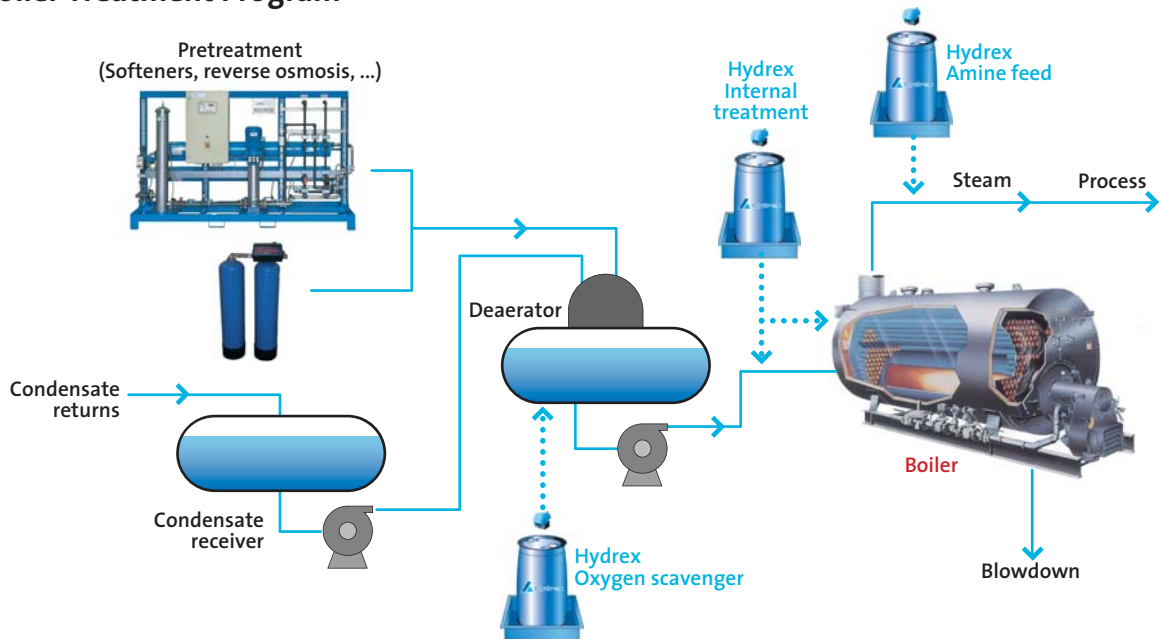 Pretreatment
(Softeners, reverse osmosis, ...)
Hydrex
Internal
treatment
Hydrex
Amine feed
Steam
Process
Deaerator
Condensate
returns
Boiler
Condensate
receiver
Hydrex
Oxygen scavenger
Blowdown